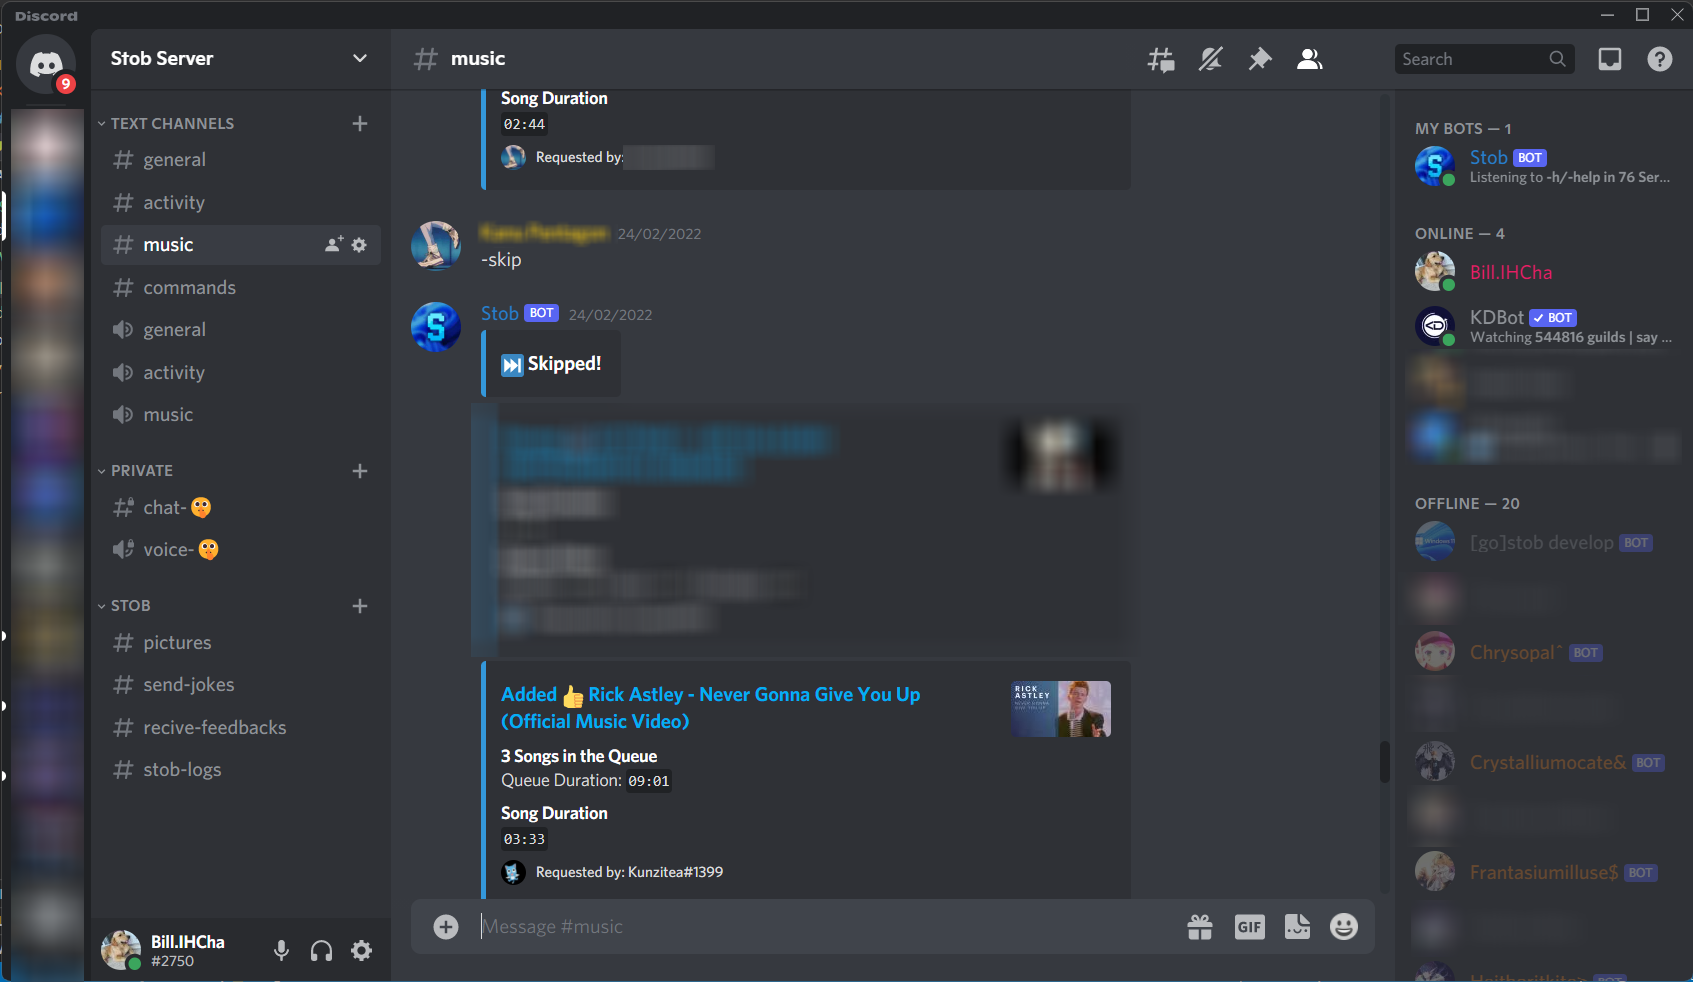 Discord
9
Stob Server
TEXT CHANNELS
general
activity
music
commands
general
activity
music
PRIVATE
chat-🤫
voice-🤫
STOB
pictures
send-jokes
recive-feedbacks
stob-logs
Bill.IHCha
#2750
music
Search
Song Duration
02:44
Requested by:
24/02/2022
-skip
Stob BOT 24/02/2022
⏭️ Skipped!
Added 👍 Rick Astley - Never Gonna Give You Up
(Official Music Video)
RICK
ASTLEY
NEVER GONNA
GIVE YOU UP
3 Songs in the Queue
Queue Duration: 09:01
Song Duration
03:33
Requested by: Kunzitea#1399
Message #music
GIF
MY BOTS — 1
Stob BOT
Listening to -h/-help in 76 Ser...
ONLINE — 4
Bill.IHCha
KDBot ✓ BOT
Watching 544816 guilds | say ...
OFFLINE — 20
[go]stob develop BOT
Chrysopal^ BOT
Crystalliumocate& BOT
Frantasiumilluse$ BOT